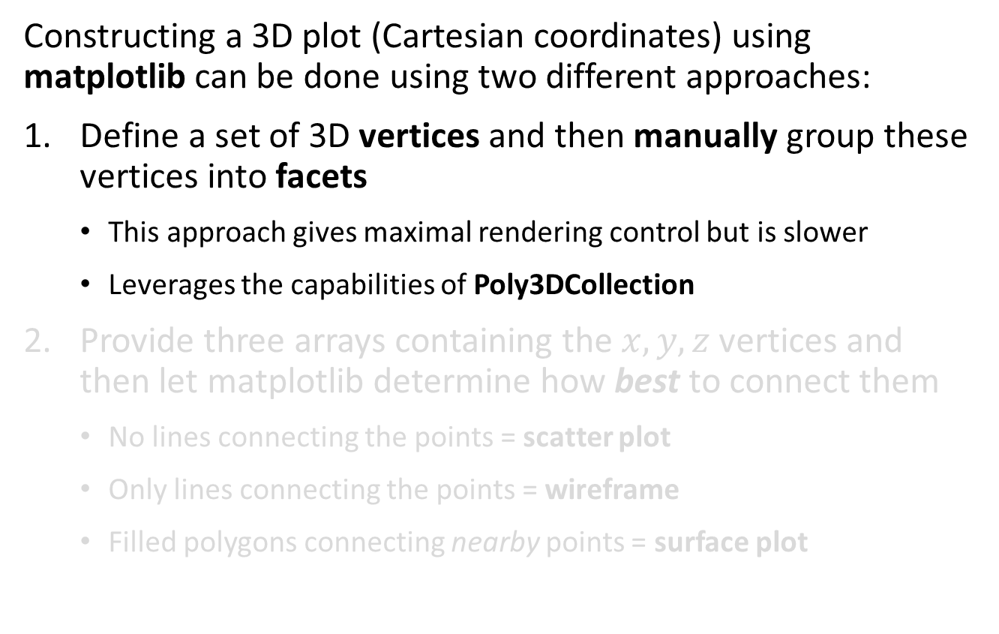 Constructing a 3D plot (Cartesian coordinates) using
matplotlib can be done using two different approaches:
1. Define a set of 3D vertices and then manually group these
vertices into facets
• This approach gives maximal rendering control but is slower
• Leverages the capabilities of Poly3DCollection
2. Provide three arrays containing the x, y, z vertices and
then let matplotlib determine how best to connect them
• No lines connecting the points = scatter plot
• Only lines connecting the points = wireframe
• Filled polygons connecting nearby points = surface plot